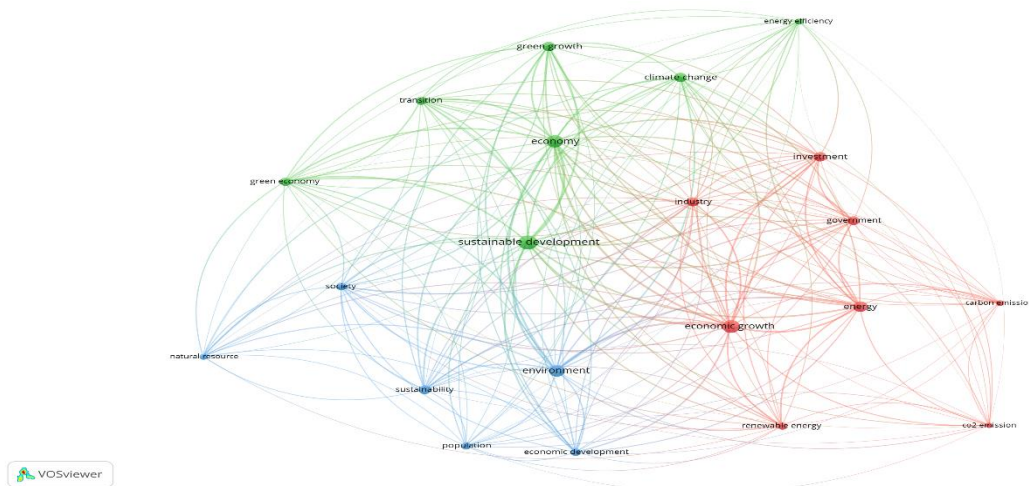 energy efficiency
green growth
climate change
transition
economy
investment
green economy
industry
government
sustainable development
society
carbon emissio
energy
economic growth
natural resource
environment
sustainability
renewable energy
co2 emission
population
economic development
VOSviewer